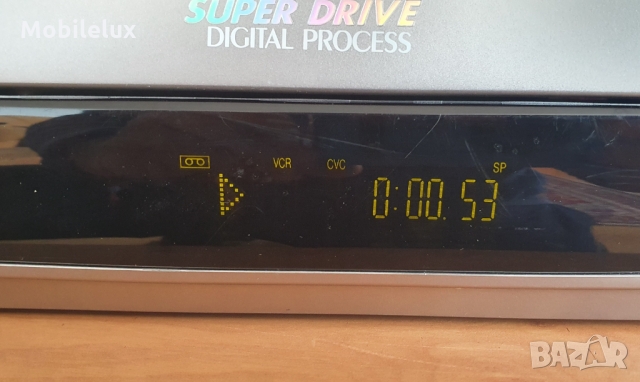 Mobilelux
SUPER DRIVE
DIGITAL PROCESS
VCR CVC SP
0:00. 53
BAZAR